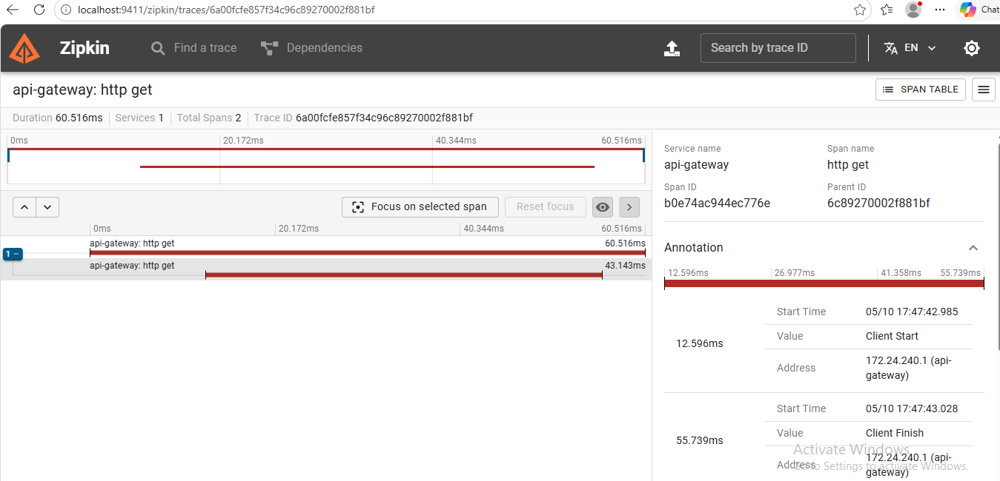 localhost:9411/zipkin/traces/6a00fcfe857f34c96c89270002f881bf
Chat
Zipkin
Find a trace
Dependencies
Search by trace ID
EN
api-gateway: http get
SPAN TABLE
Duration 60.516ms Services 1 Total Spans 2 Trace ID 6a00fcfe857f34c96c89270002f881bf
0ms 20.172ms 40.344ms 60.516ms
Focus on selected span
Reset focus
0ms 20.172ms 40.344ms 60.516ms
api-gateway: http get 60.516ms
1 −
api-gateway: http get 43.143ms
Service name Span name
api-gateway http get
Span ID Parent ID
b0e74ac944ec776e 6c89270002f881bf
Annotation
12.596ms 26.977ms 41.358ms 55.739ms
12.596ms
Start Time 05/10 17:47:42.985
Value Client Start
Address 172.24.240.1 (api-
gateway)
55.739ms
Start Time 05/10 17:47:43.028
Value Client Finish
Address 172.24.240.1 (api-
gateway)
Activate Windows
Go to Settings to activate Windows.